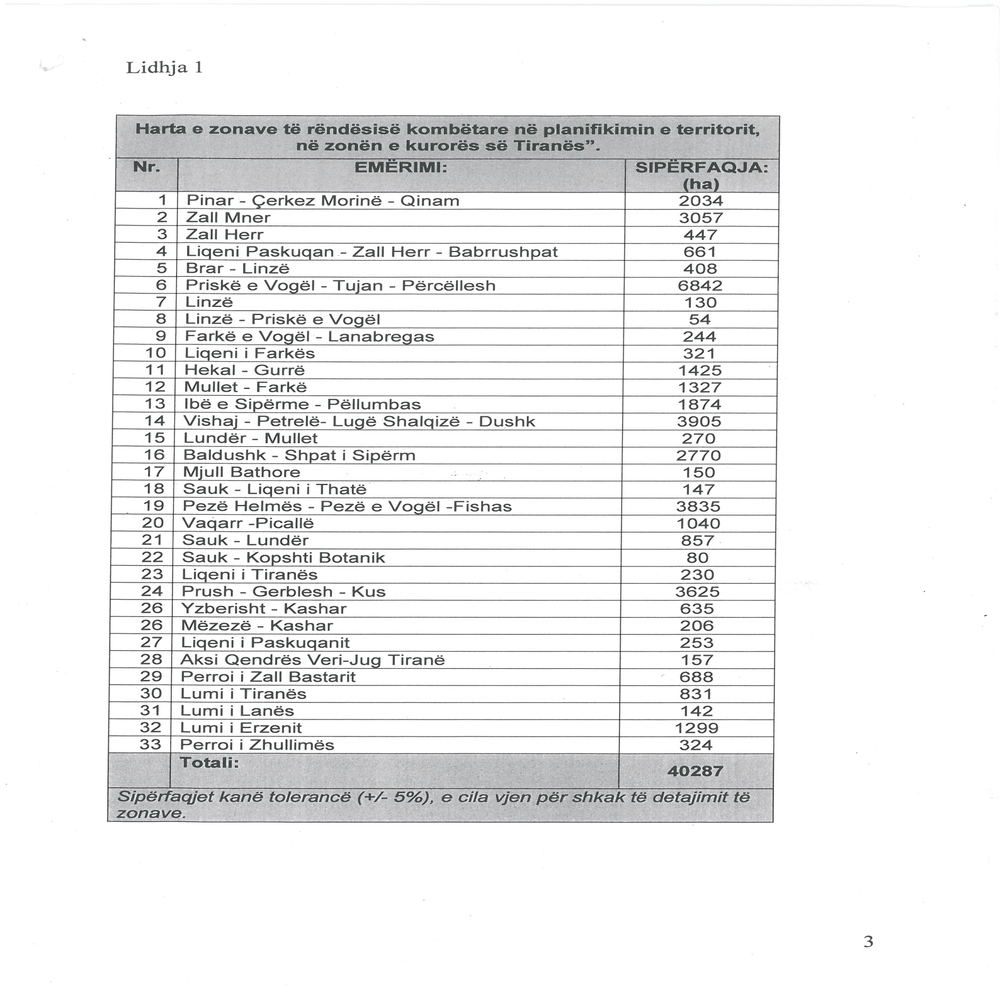 Lidhja 1
Harta e zonave të rëndësisë kombëtare në planifikimin e territorit,
në zonën e kurorës së Tiranës”.
Nr. EMËRIMI: SIPËRFAQJA:
(ha)
1 Pinar - Çerkez Morinë - Qinam 2034
2 Zall Mner 3057
3 Zall Herr 447
4 Liqeni Paskuqan - Zall Herr - Babrrushpat 661
5 Brar - Linzë 408
6 Priskë e Vogël - Tujan - Përcëllesh 6842
7 Linzë 130
8 Linzë - Priskë e Vogël 54
9 Farkë e Vogël - Lanabregas 244
10 Liqeni i Farkës 321
11 Hekal - Gurrë 1425
12 Mullet - Farkë 1327
13 Ibë e Sipërme - Pëllumbas 1874
14 Vishaj - Petrelë- Lugë Shalqizë - Dushk 3905
15 Lundër - Mullet 270
16 Baldushk - Shpat i Sipërm 2770
17 Mjull Bathore 150
18 Sauk - Liqeni i Thatë 147
19 Pezë Helmës - Pezë e Vogël -Fishas 3835
20 Vaqarr -Picallë 1040
21 Sauk - Lundër 857
22 Sauk - Kopshti Botanik 80
23 Liqeni i Tiranës 230
24 Prush - Gerblesh - Kus 3625
26 Yzberisht - Kashar 635
26 Mëzezë - Kashar 206
27 Liqeni i Paskuqanit 253
28 Aksi Qendrës Veri-Jug Tiranë 157
29 Perroi i Zall Bastarit 688
30 Lumi i Tiranës 831
31 Lumi i Lanës 142
32 Lumi i Erzenit 1299
33 Perroi i Zhullimës 324
Totali: 40287
Sipërfaqjet kanë tolerancë (+/- 5%), e cila vjen për shkak të detajimit të
zonave.
3